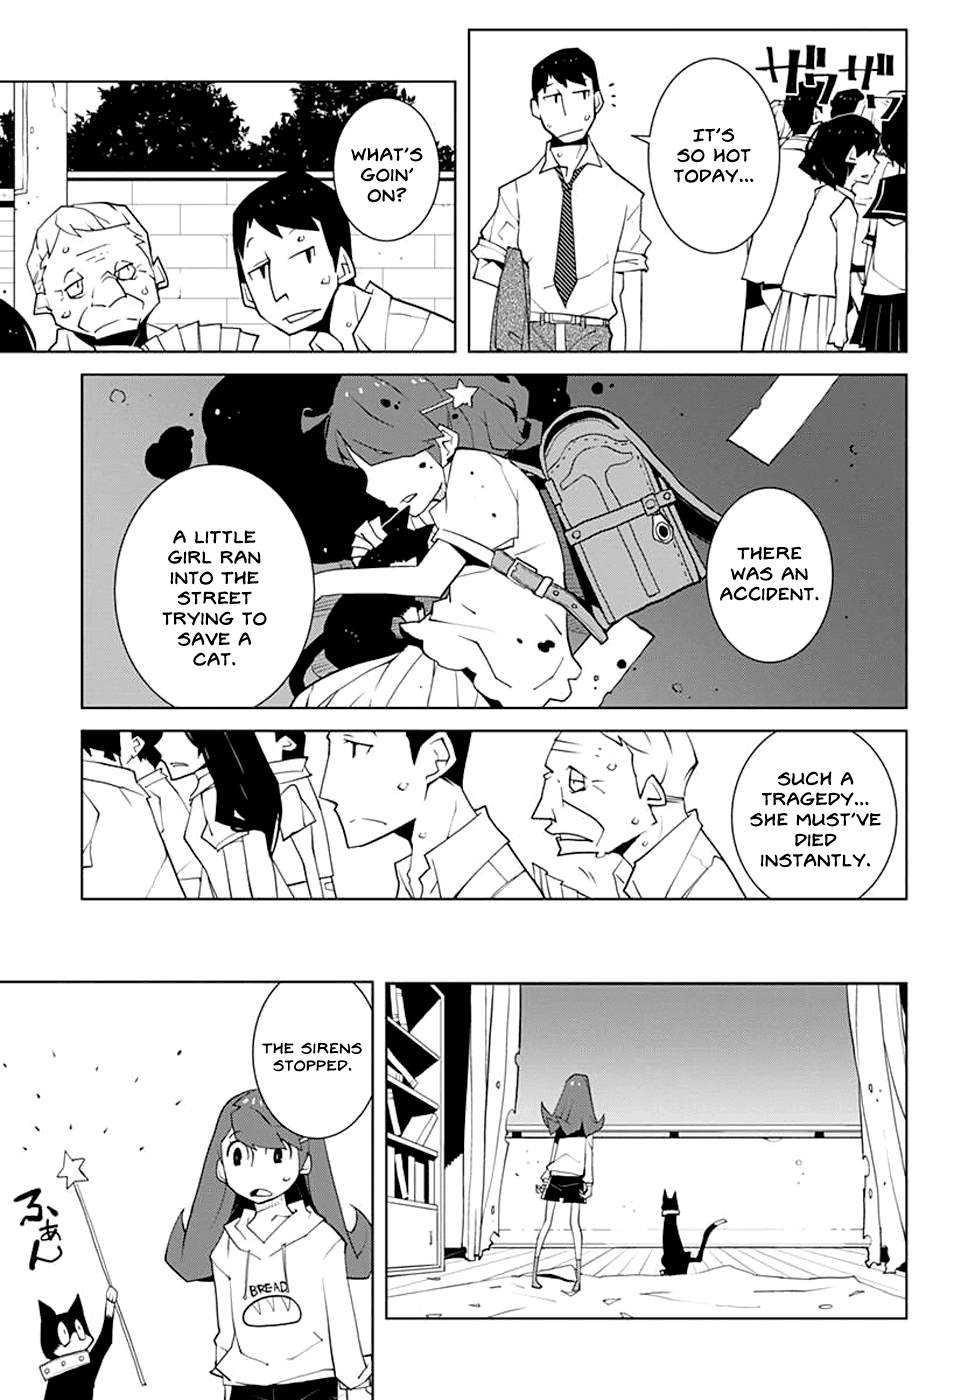 ザワザワ
IT'S
SO HOT
TODAY...
WHAT'S
GOIN'
ON?
THERE
WAS AN
ACCIDENT.
A LITTLE
GIRL RAN
INTO THE
STREET
TRYING TO
SAVE A
CAT.
SUCH A
TRAGEDY...
SHE MUST'VE
DIED
INSTANTLY.
THE SIRENS
STOPPED.
BREAD
ふぁん